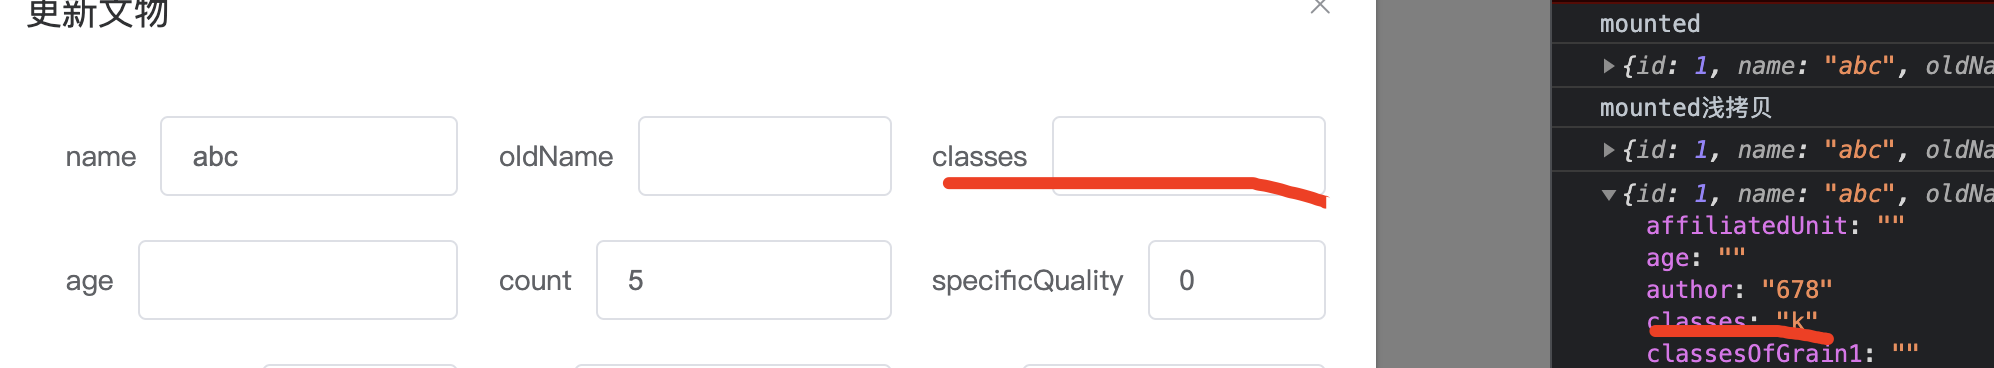 更新文物
name abc oldName classes
age count 5 specificQuality 0
mounted
{id: 1, name: "abc", oldNa
mounted浅拷贝
{id: 1, name: "abc", oldNa
{id: 1, name: "abc", oldNa
affiliatedUnit: ""
age: ""
author: "678"
classes: "k"
classesOfGrain1: ""